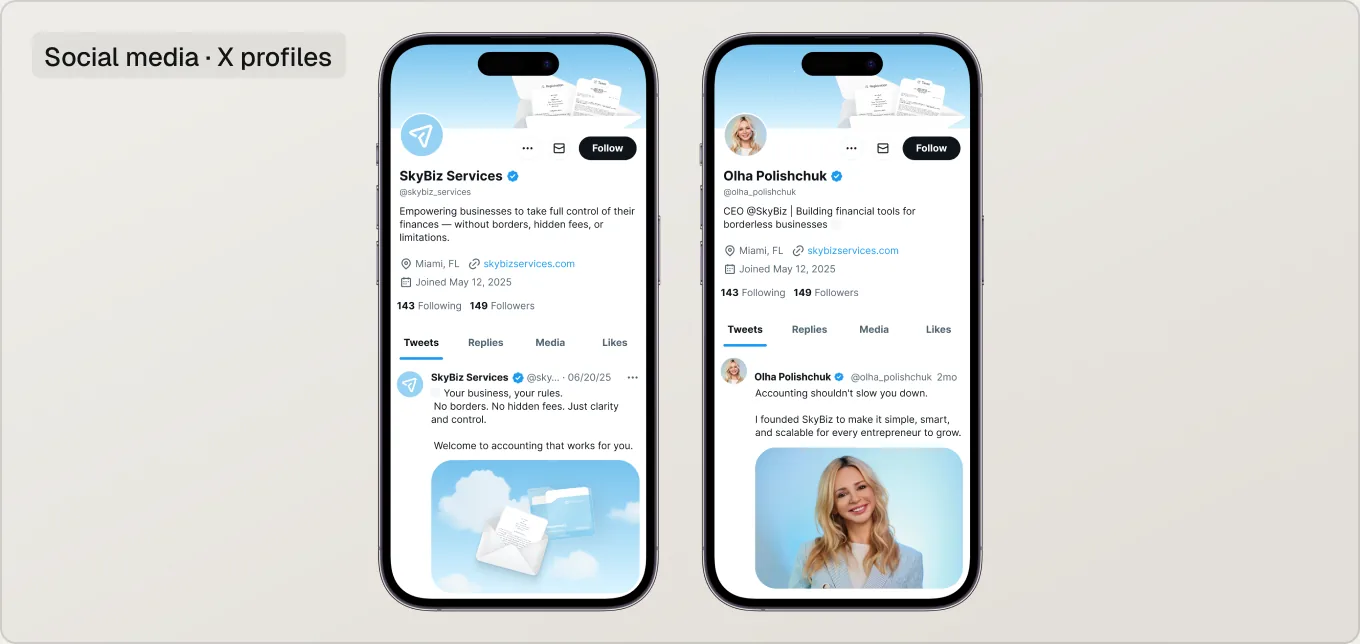 Social media · X profiles
Follow
SkyBiz Services
@skybiz_services
Empowering businesses to take full control of their
finances — without borders, hidden fees, or
limitations.
Miami, FL skybizservices.com
Joined May 12, 2025
143 Following 149 Followers
Tweets Replies Media Likes
SkyBiz Services @sky... · 06/20/25
Your business, your rules.
No borders. No hidden fees. Just clarity
and control.
Welcome to accounting that works for you.
Follow
Olha Polishchuk
@olha_polishchuk
CEO @SkyBiz | Building financial tools for
borderless businesses
Miami, FL skybizservices.com
Joined May 12, 2025
143 Following 149 Followers
Tweets Replies Media Likes
Olha Polishchuk @olha_polishchuk 2mo
Accounting shouldn't slow you down.
I founded SkyBiz to make it simple, smart,
and scalable for every entrepreneur to grow.